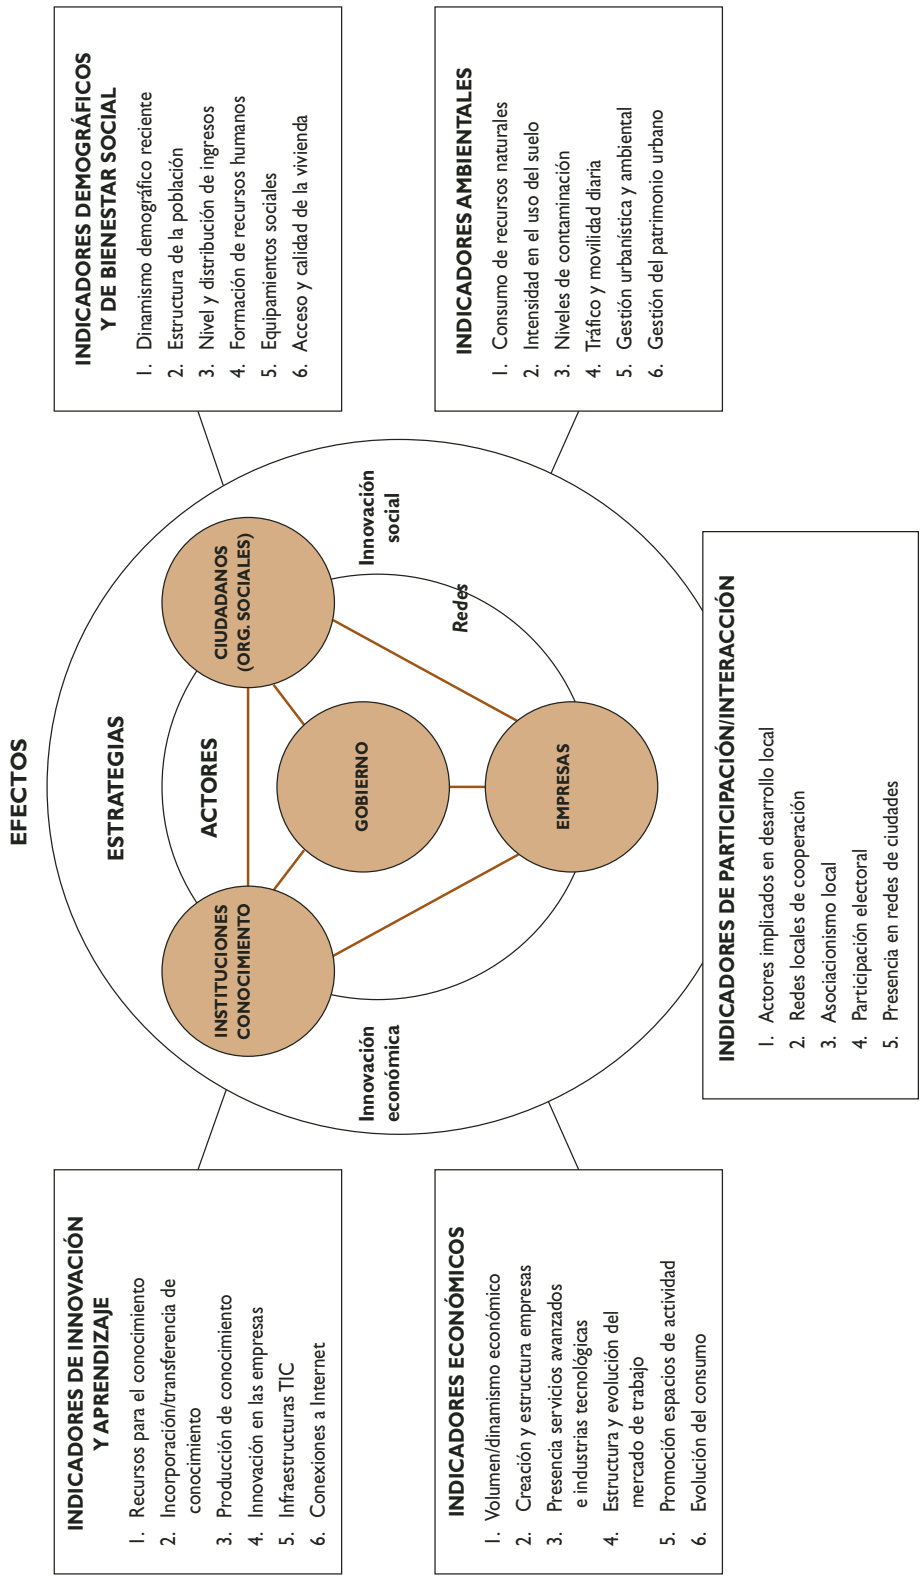 EFECTOS
INDICADORES DE INNOVACIÓN
Y APRENDIZAJE
1. Recursos para el conocimiento
2. Incorporación/transferencia de
conocimiento
3. Producción de conocimiento
4. Innovación en las empresas
5. Infraestructuras TIC
6. Conexiones a Internet
INDICADORES DEMOGRÁFICOS
Y DE BIENESTAR SOCIAL
1. Dinamismo demográfico reciente
2. Estructura de la población
3. Nivel y distribución de ingresos
4. Formación de recursos humanos
5. Equipamientos sociales
6. Acceso y calidad de la vivienda
ESTRATEGIAS
ACTORES
INSTITUCIONES
CONOCIMIENTO
CIUDADANOS
(ORG. SOCIALES)
GOBIERNO
Innovación
económica
Innovación
social
Redes
EMPRESAS
INDICADORES ECONÓMICOS
1. Volumen/dinamismo económico
2. Creación y estructura empresas
3. Presencia servicios avanzados
e industrias tecnológicas
4. Estructura y evolución del
mercado de trabajo
5. Promoción espacios de actividad
6. Evolución del consumo
INDICADORES AMBIENTALES
1. Consumo de recursos naturales
2. Intensidad en el uso del suelo
3. Niveles de contaminación
4. Tráfico y movilidad diaria
5. Gestión urbanística y ambiental
6. Gestión del patrimonio urbano
INDICADORES DE PARTICIPACIÓN/INTERACCIÓN
1. Actores implicados en desarrollo local
2. Redes locales de cooperación
3. Asociacionismo local
4. Participación electoral
5. Presencia en redes de ciudades